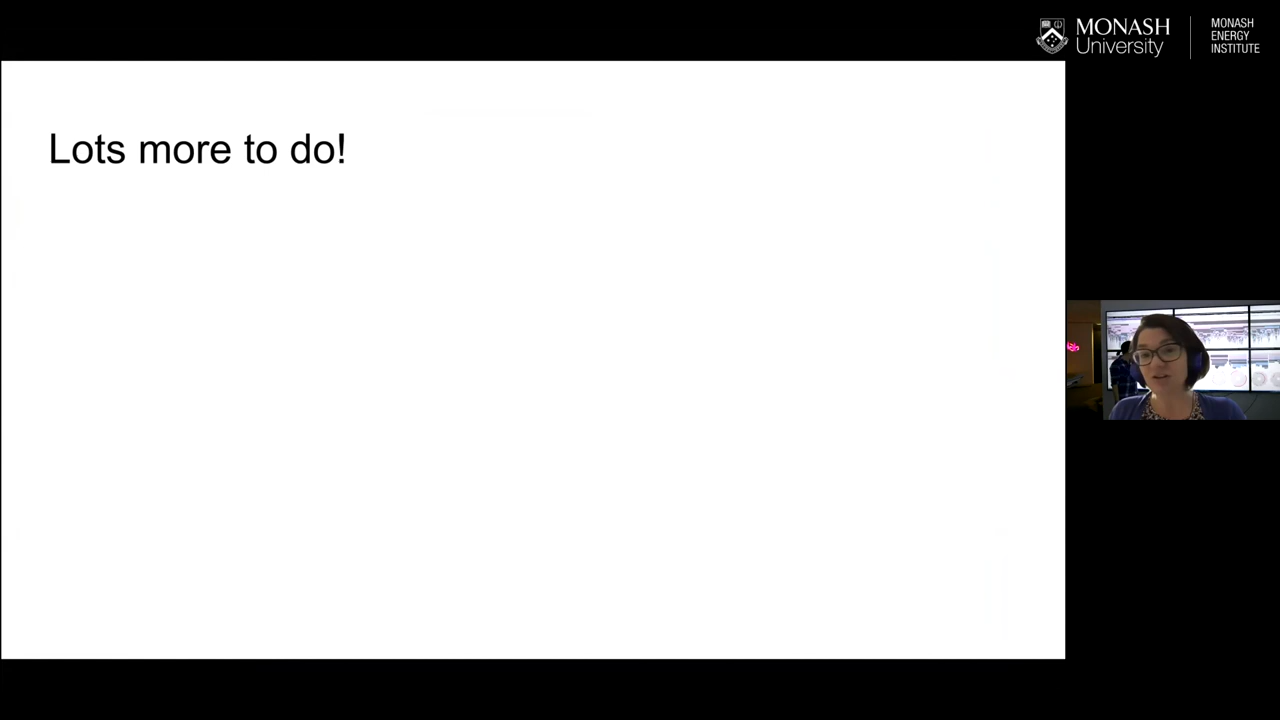 MONASH
University
MONASH
ENERGY
INSTITUTE
Lots more to do!